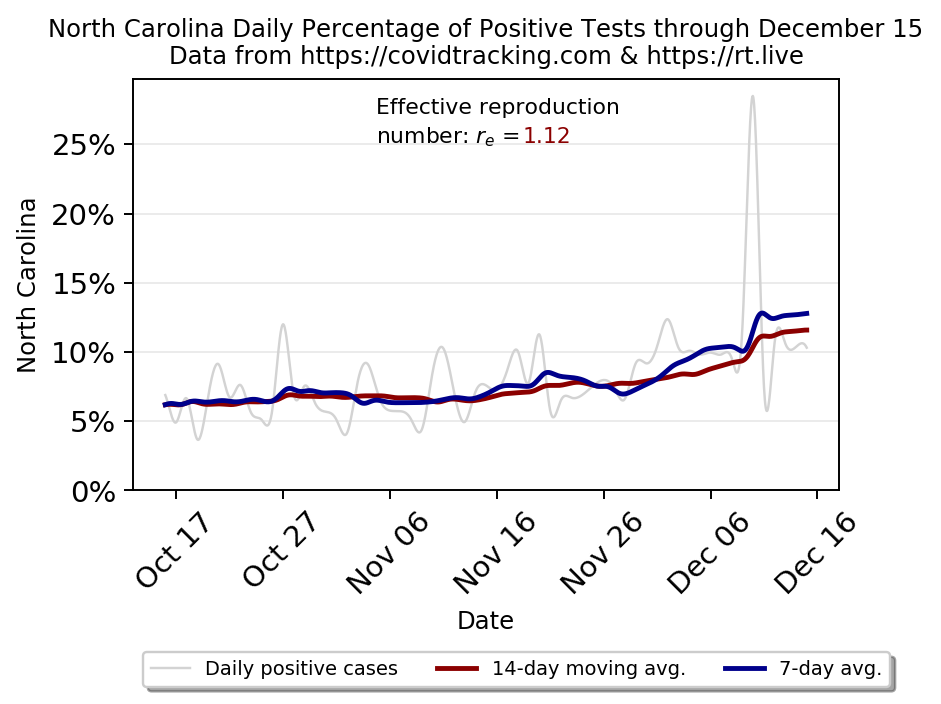 North Carolina Daily Percentage of Positive Tests through December 15
Data from https://covidtracking.com & https://rt.live
Effective reproduction
number: rₑ =1.12
25%
20%
15%
10%
5%
0%
North Carolina
Oct 17
Oct 27
Nov 06
Nov 16
Nov 26
Dec 06
Dec 16
Date
Daily positive cases
14-day moving avg.
7-day avg.